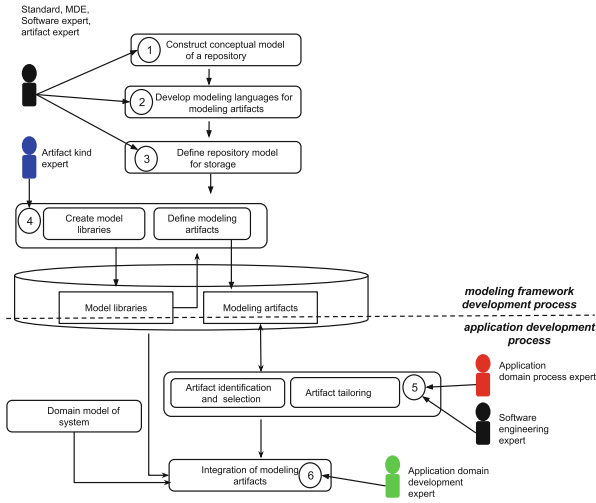 Standard, MDE,
Software expert,
artifact expert
1
Construct conceptual model
of a repository
2
Develop modeling languages for
modeling artifacts
3
Define repository model
for storage
Artifact kind
expert
4
Create model
libraries
Define modeling
artifacts
Model libraries
Modeling artifacts
modeling framework
development process
application development
process
Artifact identification
and selection
Artifact tailoring
5
Application
domain process expert
Software
engineering
expert
Domain model of
system
Integration of modeling
artifacts
6
Application domain
development
expert